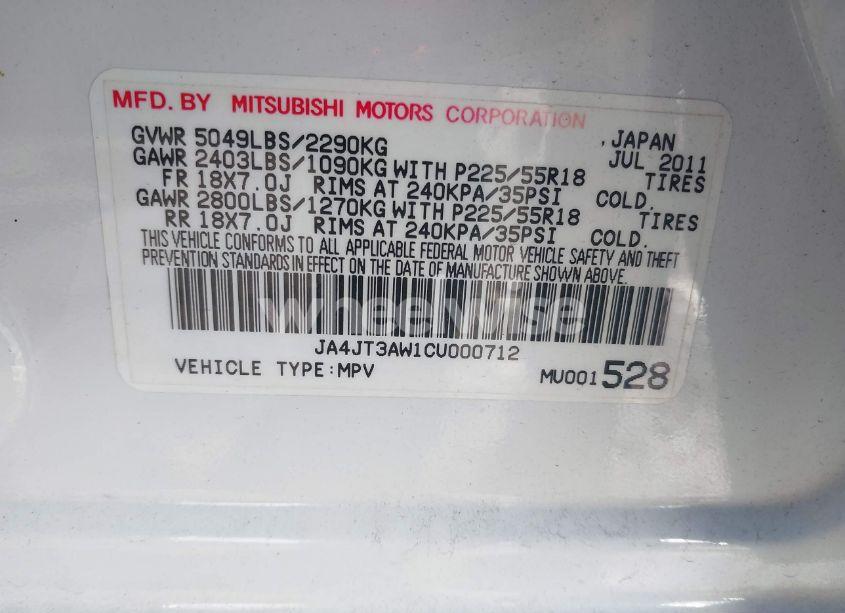 MFD. BY MITSUBISHI MOTORS CORPORATION
GVWR 5049LBS/2290KG , JAPAN
GAWR 2403LBS/1090KG WITH P225/55R18 JUL 2011
FR 18X7.0J RIMS AT 240KPA/35PSI TIRES COLD.
GAWR 2800LBS/1270KG WITH P225/55R18 TIRES
RR 18X7.0J RIMS AT 240KPA/35PSI COLD.
THIS VEHICLE CONFORMS TO ALL APPLICABLE FEDERAL MOTOR VEHICLE SAFETY AND THEFT
PREVENTION STANDARDS IN EFFECT ON THE DATE OF MANUFACTURE SHOWN ABOVE.
wheelwise
JA4JT3AW1CU000712
VEHICLE TYPE:MPV MU001528